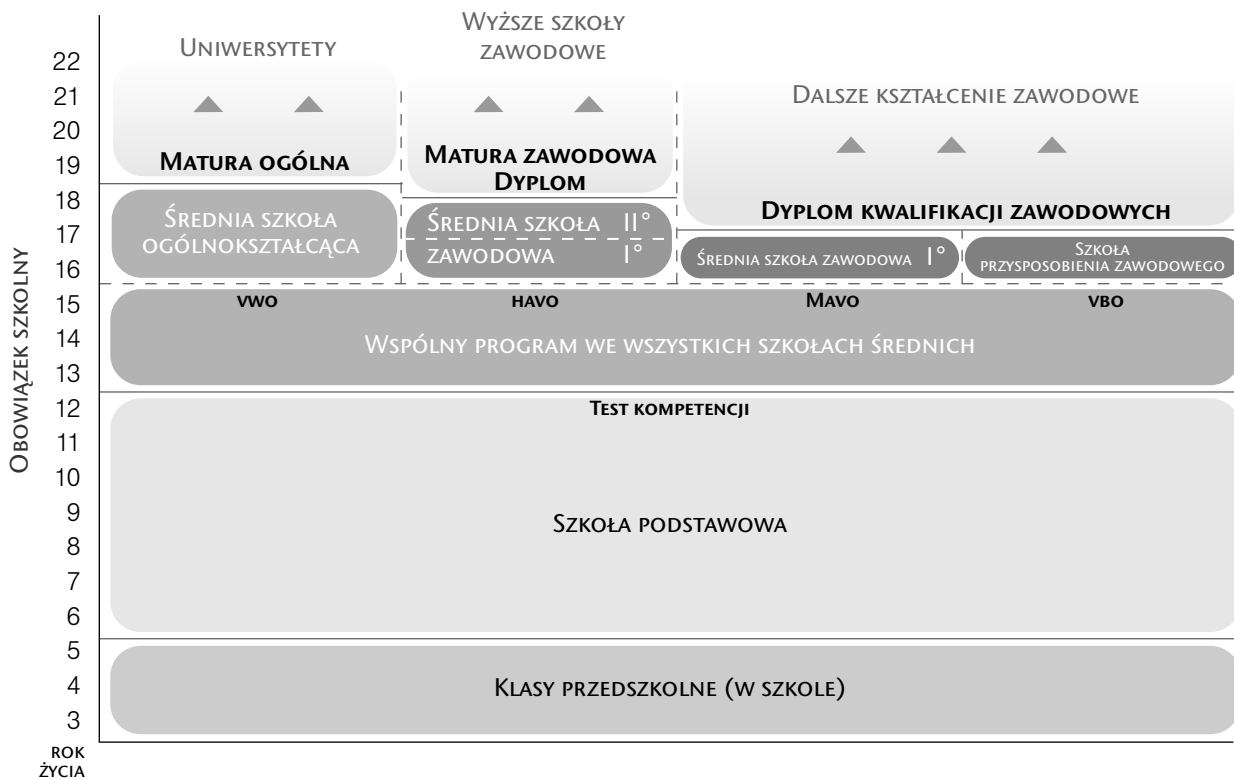 Uniwersytety
Wyższe szkoły
zawodowe
Dalsze kształcenie zawodowe
Matura ogólna
Matura zawodowa
Dyplom
Dyplom kwalifikacji zawodowych
Średnia szkoła
ogólnokształcąca
Średnia szkoła II°
zawodowa I°
Średnia szkoła zawodowa I°
Szkoła
przysposobienia zawodowego
vwo
havo
Mavo
vbo
Wspólny program we wszystkich szkołach średnich
Test kompetencji
Szkoła podstawowa
Klasy przedszkolne (w szkole)
Obowiązek szkolny
22
21
20
19
18
17
16
15
14
13
12
11
10
9
8
7
6
5
4
3
rok
życia